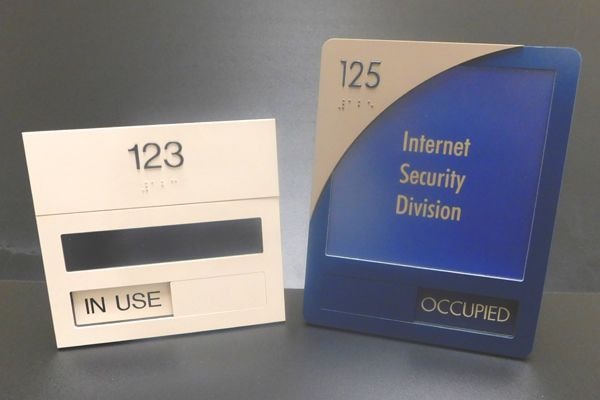 123
IN USE
125
Internet
Security
Division
OCCUPIED